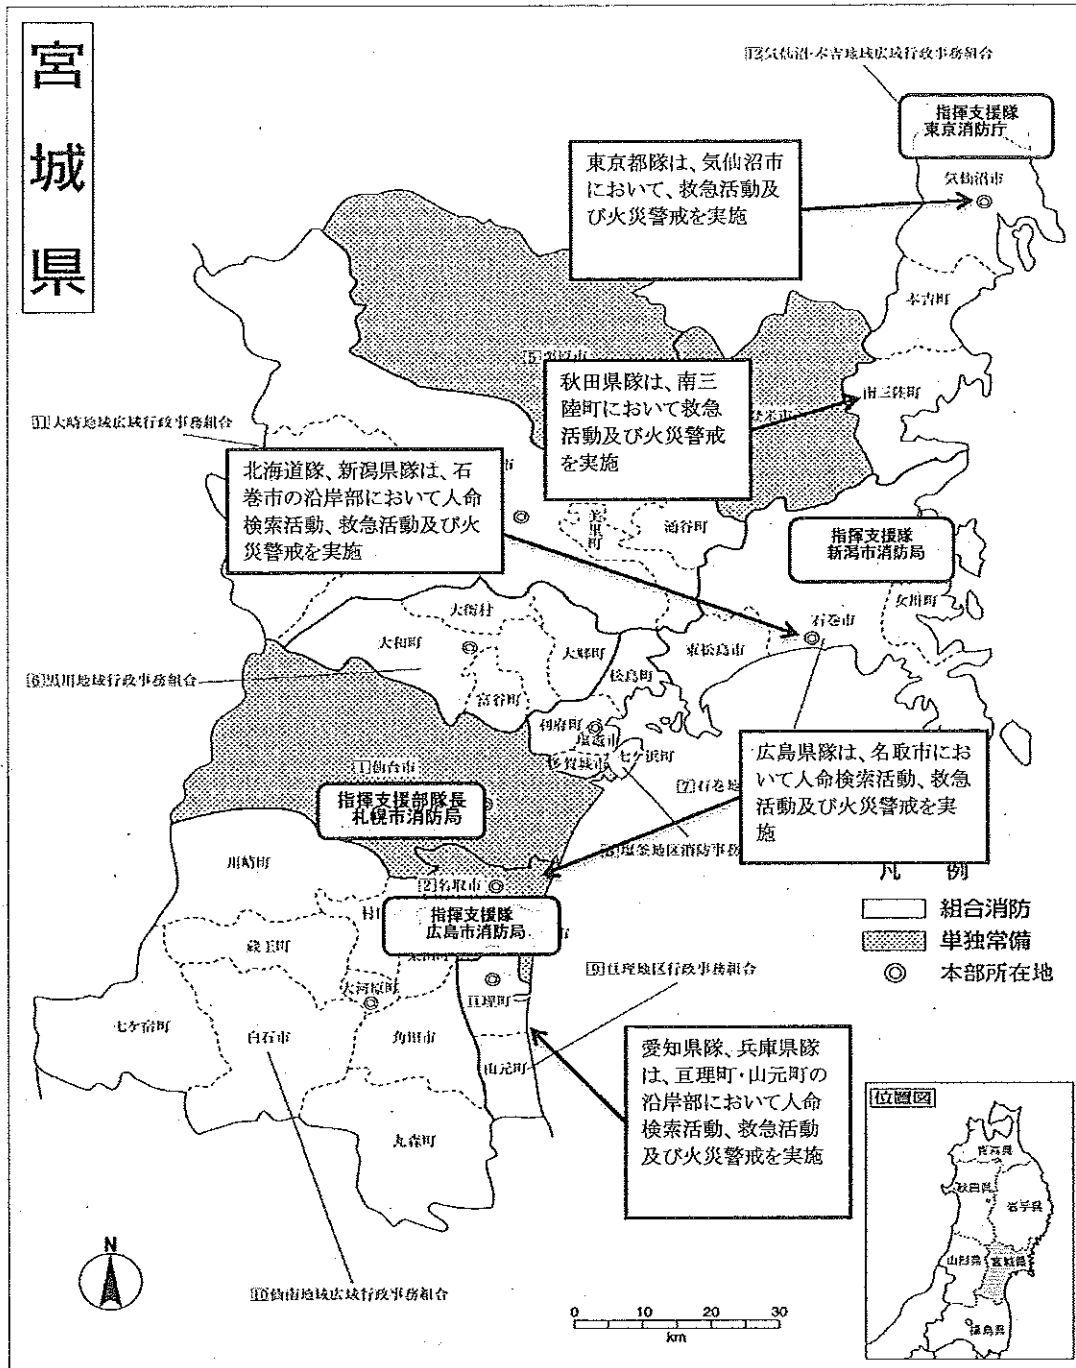 宮城県
12気仙沼・本吉地域広域行政事務組合
指揮支援隊
東京消防庁
東京都隊は、気仙沼市
において、救急活動及
び火災警戒を実施
気仙沼市
本吉町
秋田県隊は、南三
陸町において救急
活動及び火災警戒
を実施
南三陸町
11大崎地域広域行政事務組合
北海道隊、新潟県隊は、石
巻市の沿岸部において人命
検索活動、救急活動及び火
災警戒を実施
美里町
涌谷町
指揮支援隊
新潟市消防局
女川町
石巻市
東松島市
大衡村
大和町
大郷町
松島町
6黒川地域行政事務組合
富谷町
利府町
塩竈市
多賀城市
七ケ浜町
1仙台市
指揮支援部隊長
札幌市消防局
7石巻地
広島県隊は、名取市にお
いて人命検索活動、救急
活動及び火災警戒を実
施
塩釜地区消防事務
川崎町
2名取市
指揮支援隊
広島市消防局
凡 例
組合消防
単独常備
本部所在地
蔵王町
大河原町
9亘理地区行政事務組合
亘理町
七ケ宿町
白石市
角田市
山元町
丸森町
愛知県隊、兵庫県隊
は、亘理町・山元町の
沿岸部において人命
検索活動、救急活動
及び火災警戒を実施
位置図
青森県
秋田県
岩手県
山形県
宮城県
福島県
N
10仙南地域広域行政事務組合
0 10 20 30
km